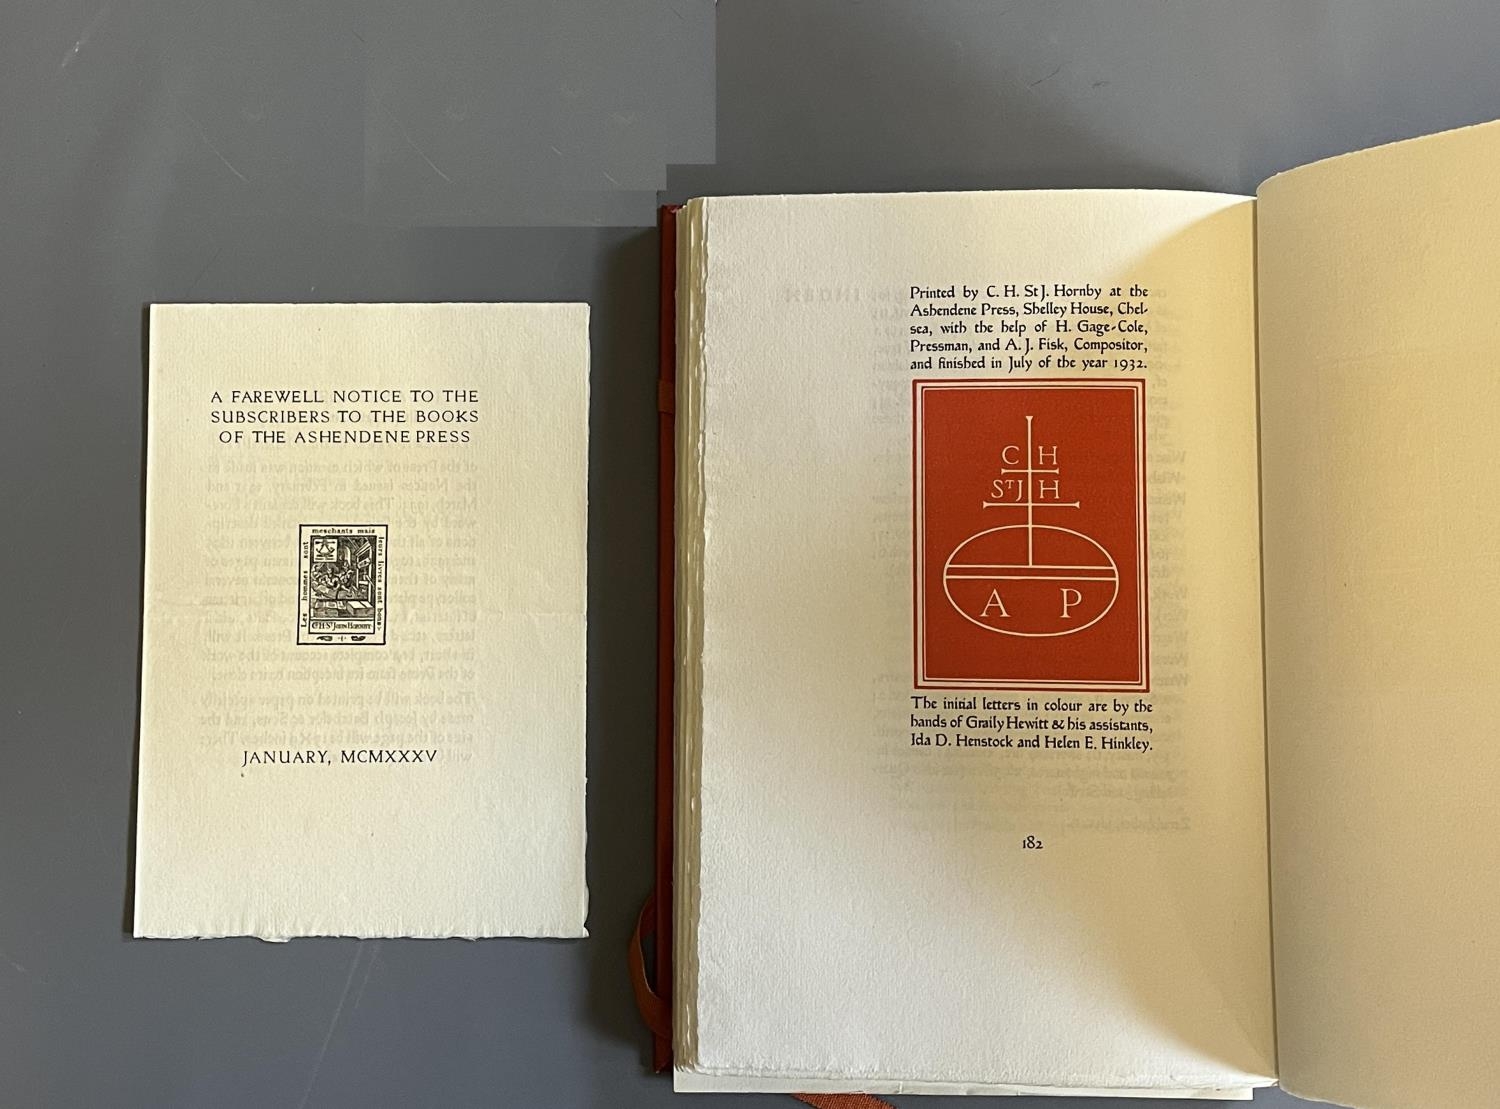 A FAREWELL NOTICE TO THE
SUBSCRIBERS TO THE BOOKS
OF THE ASHENDENE PRESS
Les hommes sont
meschants mais
leurs livres sont bons
C.H. ST JOHN HORNBY
JANUARY, MCMXXXV
Printed by C. H. St J. Hornby at the
Ashendene Press, Shelley House, Chel-
sea, with the help of H. Gage-Cole,
Pressman, and A. J. Fisk, Compositor,
and finished in July of the year 1932.
C H
ST J H
A P
The initial letters in colour are by the
hands of Graily Hewitt & his assistants,
Ida D. Henstock and Helen E. Hinkley.
182